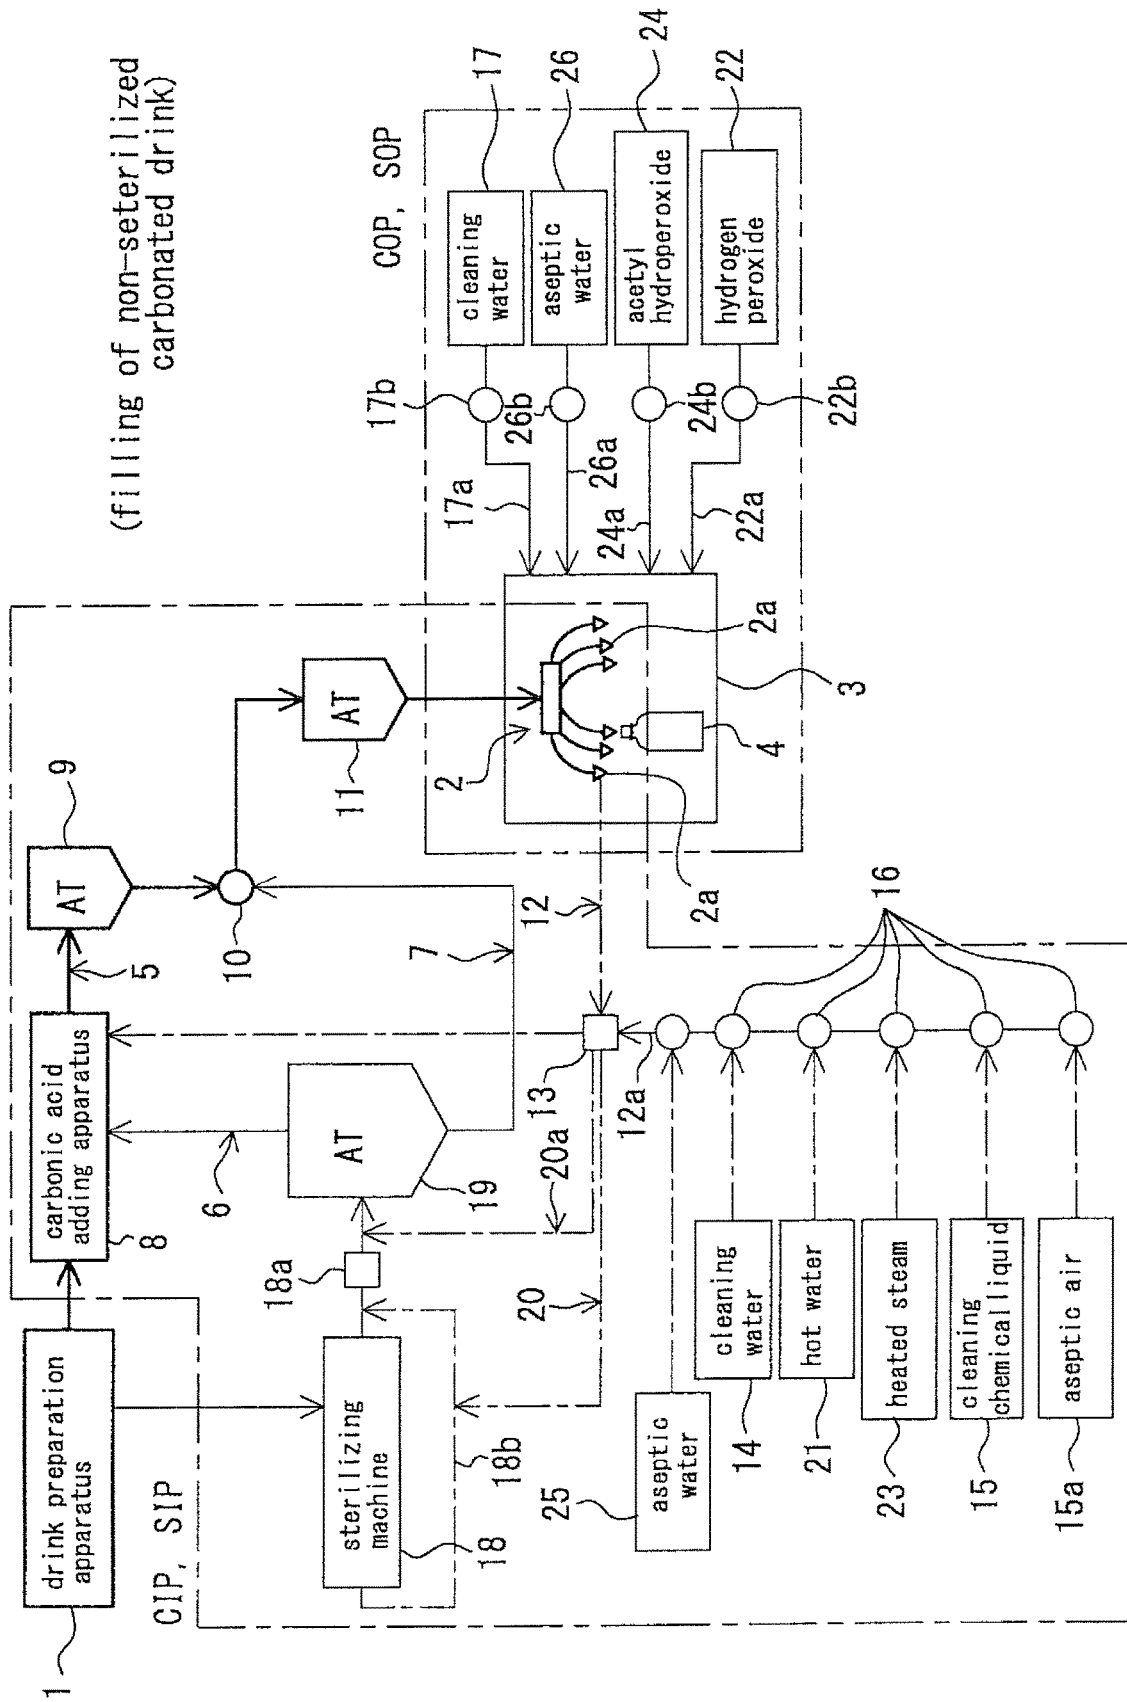 (filling of non-seterilized
carbonated drink)
1
drink preparation
apparatus
CIP, SIP
carbonic acid
adding apparatus
8
5
AT
9
10
6
7
AT
11
AT
19
18a
sterilizing
machine
18
18b
20
20a
13
12
12a
2
2a
2a
3
4
COP, SOP
cleaning
water
17
17b
17a
aseptic
water
26
26b
26a
acetyl
hydroperoxide
24
24b
24a
hydrogen
peroxide
22
22b
22a
16
aseptic
water
25
cleaning
water
14
hot water
21
heated steam
23
cleaning
chemical liquid
15
aseptic air
15a